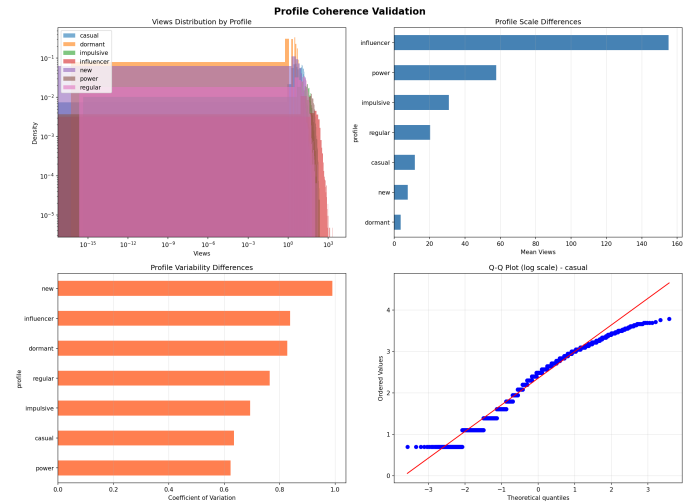 Profile Coherence Validation
Views Distribution by Profile
casual
dormant
impulsive
influencer
new
power
regular
10⁻¹
10⁻²
10⁻³
10⁻⁴
10⁻⁵
Density
10⁻¹⁵
10⁻¹²
10⁻⁹
10⁻⁶
10⁻³
10⁰
10³
Views
Profile Scale Differences
influencer
power
impulsive
regular
casual
new
dormant
profile
0
20
40
60
80
100
120
140
160
Mean Views
Profile Variability Differences
new
influencer
dormant
regular
impulsive
casual
power
profile
0.0
0.2
0.4
0.6
0.8
1.0
Coefficient of Variation
Q-Q Plot (log scale) - casual
4
3
2
1
0
Ordered Values
−3
−2
−1
0
1
2
3
Theoretical quantiles